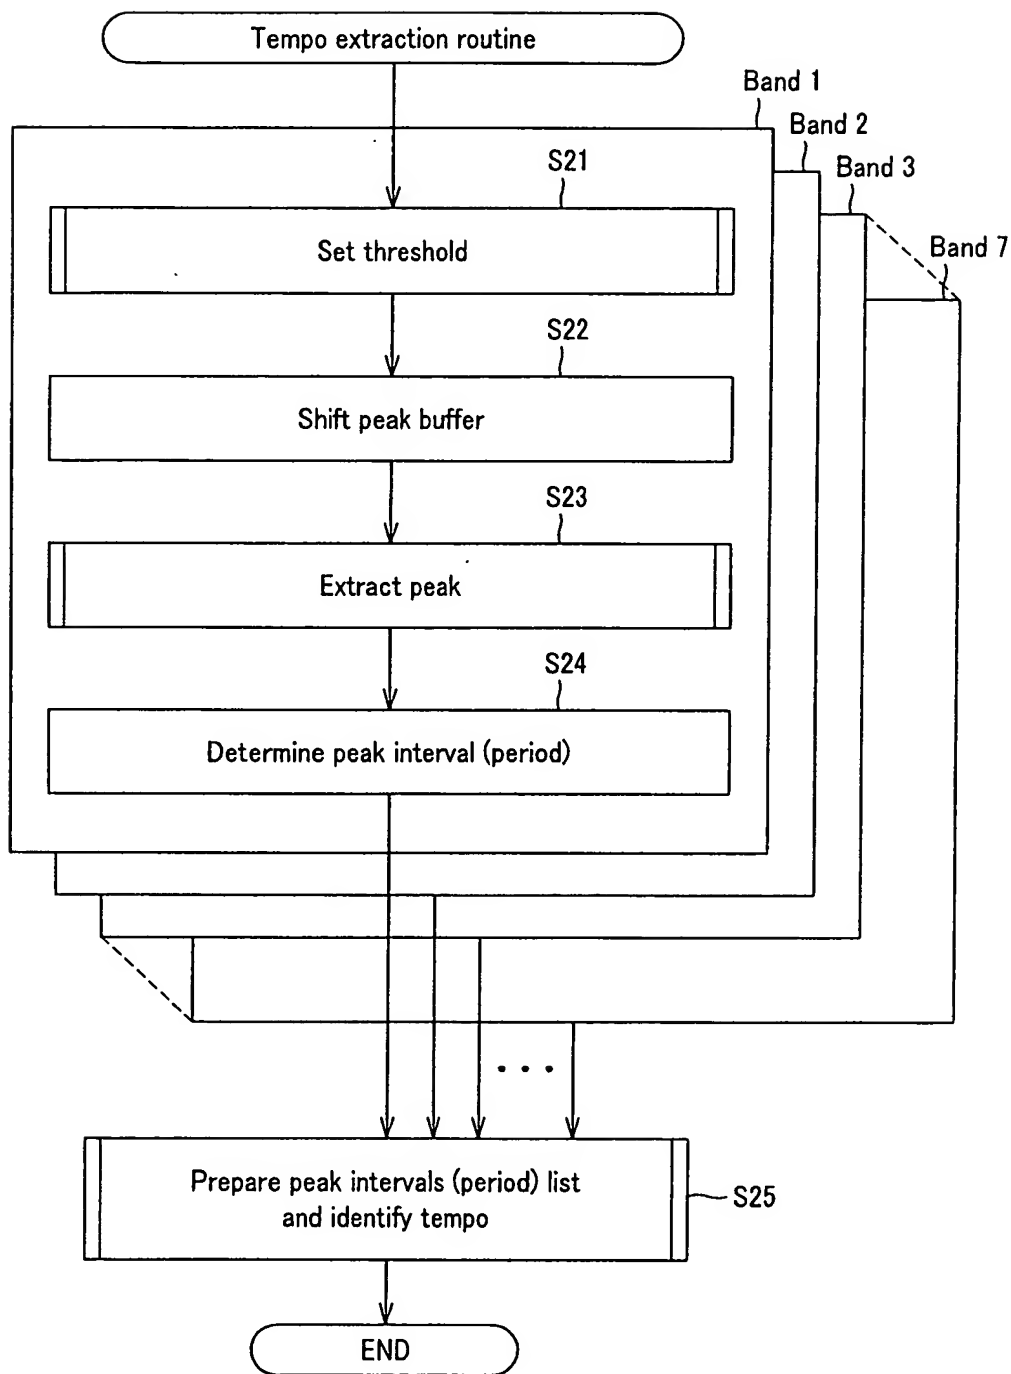 Tempo extraction routine
Band 1
Band 2
Band 3
Band 7
S21
Set threshold
S22
Shift peak buffer
S23
Extract peak
S24
Determine peak interval (period)
• • •
Prepare peak intervals (period) list
and identify tempo
S25
END